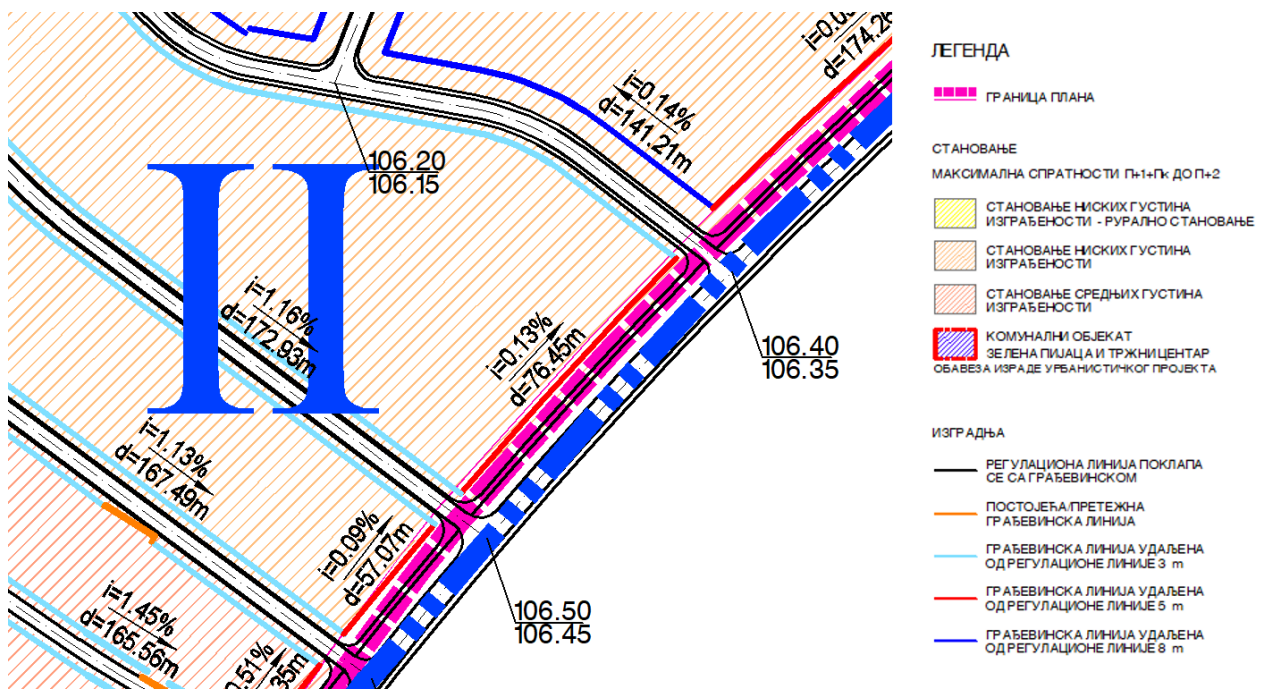 i=0.14%
d=141.21m
d=174.26
106.20
106.15
II
i=1.16%
d=172.93m
i=0.13%
d=76.45m
106.40
106.35
i=1.13%
d=167.49m
i=0.09%
d=57.07m
106.50
106.45
i=1.45%
d=165.56m
ЛЕГЕНДА
ГРАНИЦА ПЛАНА
СТАНОВАЊЕ
МАКСИМАЛНА СПРАТНОСТИ П+1+Пк ДО П+2
СТАНОВАЊЕ НИСКИХ ГУСТИНА
ИЗГРАЂЕНОСТИ - РУРАЛНО СТАНОВАЊЕ
СТАНОВАЊЕ НИСКИХ ГУСТИНА
ИЗГРАЂЕНОСТИ
СТАНОВАЊЕ СРЕДЊИХ ГУСТИНА
ИЗГРАЂЕНОСТИ
КОМУНАЛНИ ОБЈЕКАТ
ЗЕЛЕНА ПИЈАЦА И ТРЖНИ ЦЕНТАР
ОБАВЕЗА ИЗРАДЕ УРБАНИСТИЧКОГ ПРОЈЕКТА
ИЗГРАДЊА
РЕГУЛАЦИОНА ЛИНИЈА ПОКЛАПА
СЕ СА ГРАЂЕВИНСКОМ
ПОСТОЈЕЋА/ПРЕТЕЖНА
ГРАЂЕВИНСКА ЛИНИЈА
ГРАЂЕВИНСКА ЛИНИЈА УДАЉЕНА
ОД РЕГУЛАЦИОНЕ ЛИНИЈЕ 3 m
ГРАЂЕВИНСКА ЛИНИЈА УДАЉЕНА
ОД РЕГУЛАЦИОНЕ ЛИНИЈЕ 5 m
ГРАЂЕВИНСКА ЛИНИЈА УДАЉЕНА
ОД РЕГУЛАЦИОНЕ ЛИНИЈЕ 8 m